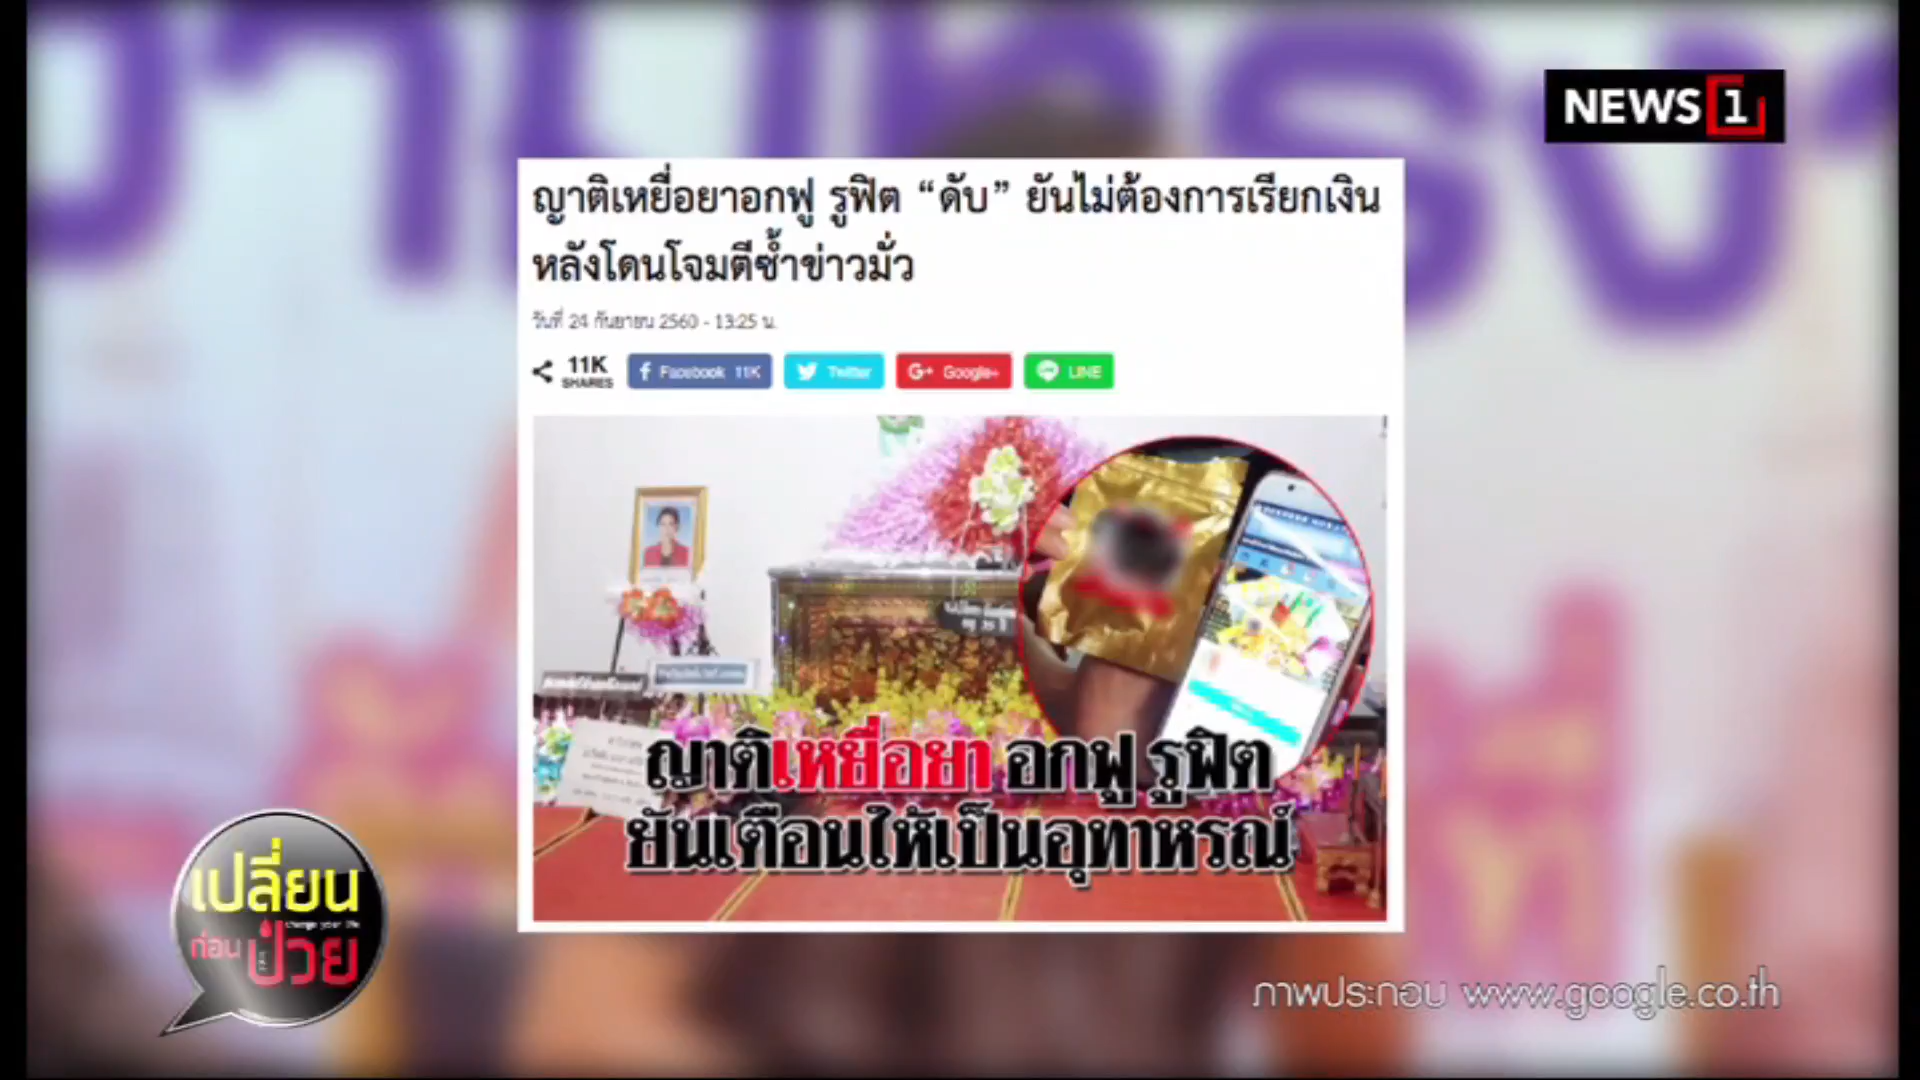 NEWS 1
ญาติเหยื่อยาอกฟู รูฟิต “ดับ” ยันไม่ต้องการเรียกเงิน
หลังโดนโจมตีซ้ำข่าวมั่ว
วันที่ 24 กันยายน 2560 - 13:25 น.
11K SHARES
Facebook 11K
Twitter
G+ Google+
LINE
ญาติเหยื่อยา อกฟู รูฟิต
ยันเตือนให้เป็นอุทาหรณ์
เปลี่ยน
change your life
ก่อนป่วย
ภาพประกอบ www.google.co.th